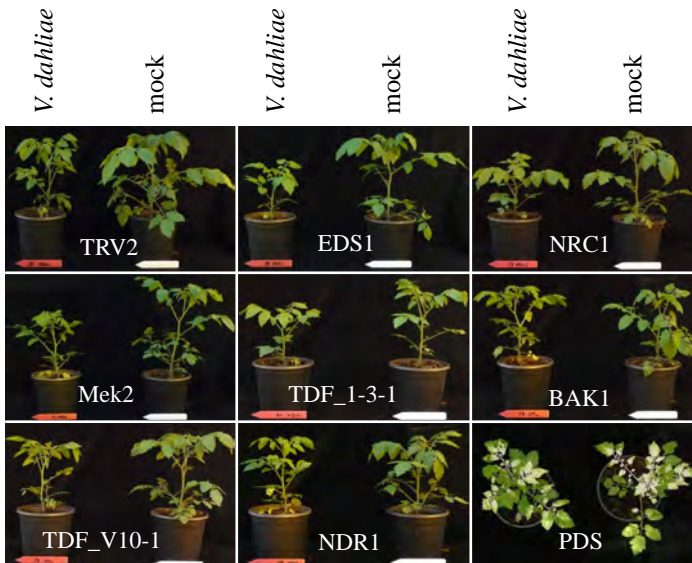 V. dahliae
mock
V. dahliae
mock
V. dahliae
mock
TRV2
EDS1
NRC1
Mek2
TDF_1-3-1
BAK1
TDF_V10-1
NDR1
PDS